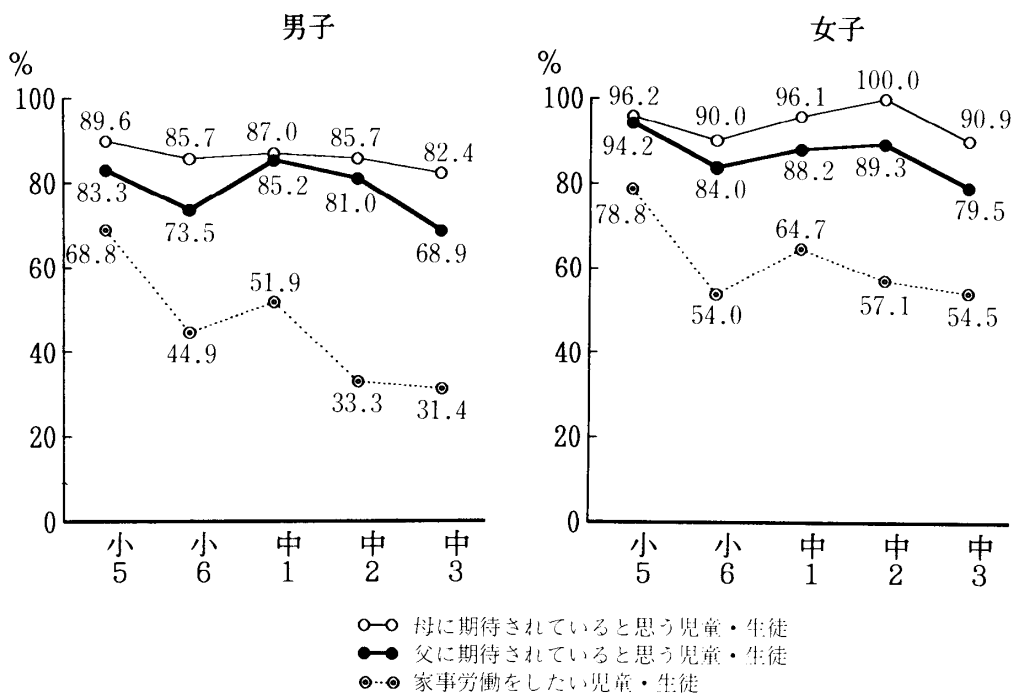 男子
%
100
80
60
40
20
0
89.6
85.7
87.0
85.7
82.4
83.3
73.5
85.2
81.0
68.9
68.8
44.9
51.9
33.3
31.4
小5
小6
中1
中2
中3
女子
%
100
80
60
40
20
0
96.2
90.0
96.1
100.0
90.9
94.2
84.0
88.2
89.3
79.5
78.8
54.0
64.7
57.1
54.5
小5
小6
中1
中2
中3
母に期待されていると思う児童・生徒
父に期待されていると思う児童・生徒
家事労働をしたい児童・生徒